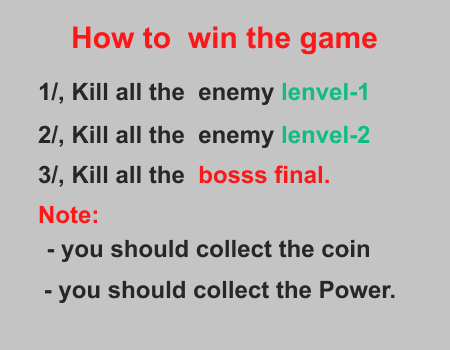 How to win the game
1/, Kill all the enemy lenvel-1
2/, Kill all the enemy lenvel-2
3/, Kill all the bosss final.
Note:
- you should collect the coin
- you should collect the Power.